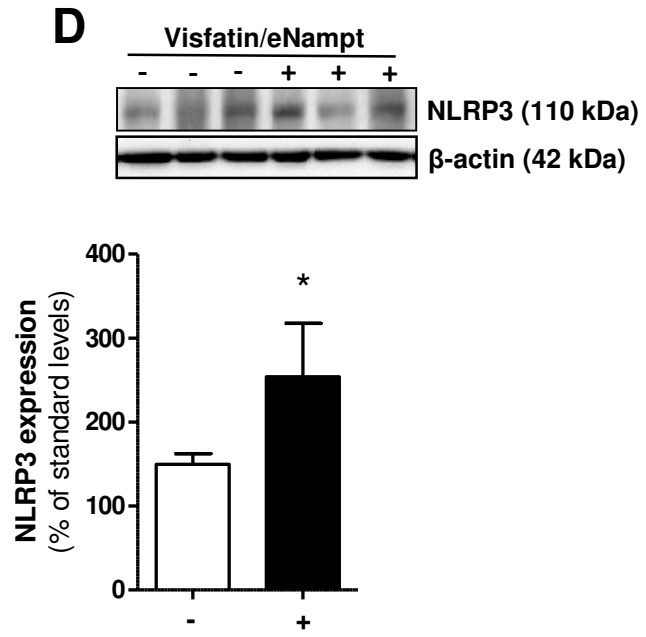 D
Visfatin/eNampt
- - - + + +
NLRP3 (110 kDa)
β-actin (42 kDa)
NLRP3 expression
(% of standard levels)
400
300
200
100
0
*
- +